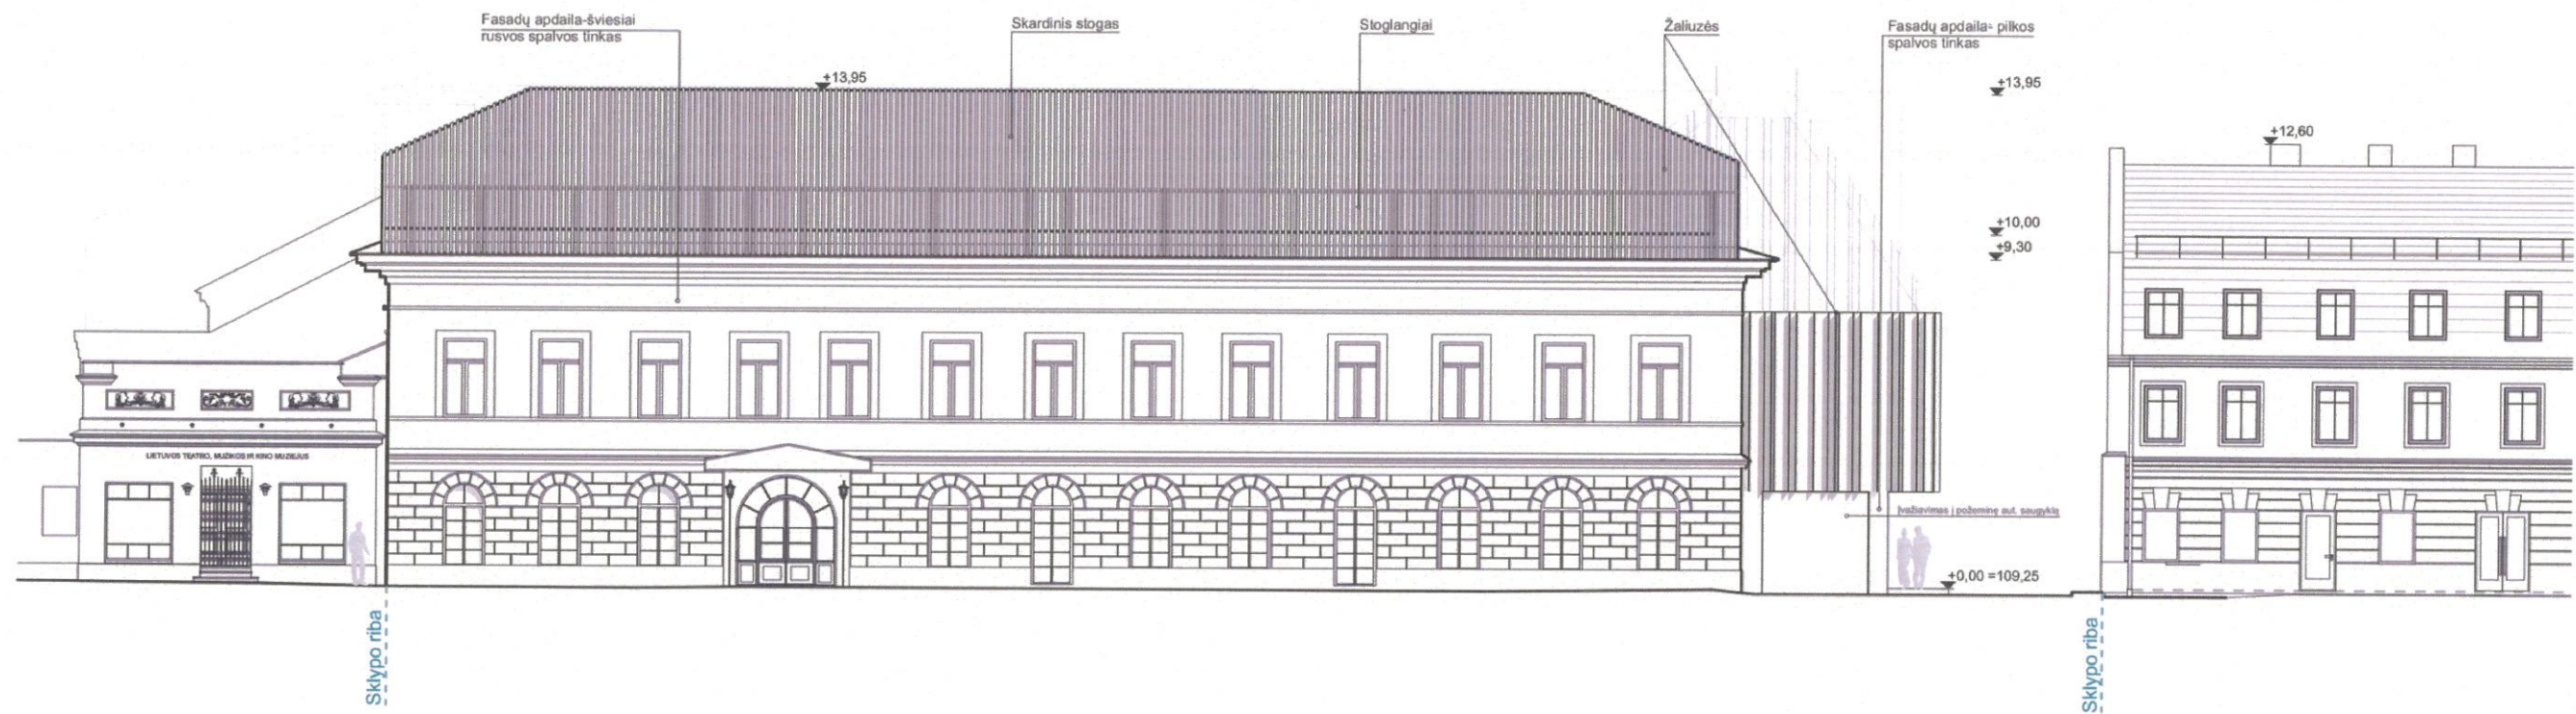 Fasadų apdaila-šviesiai
rusvos spalvos tinkas
Skardinis stogas
Stoglangiai
Žaliuzės
Fasadų apdaila- pilkos
spalvos tinkas
+13,95
+13,95
+12,60
+10,00
+9,30
LIETUVOS TEATRO, MUZIKOS IR KINO MUZIEJUS
Įvažiavimas į požeminę aut. saugyklą
+0,00 =109,25
Sklypo riba
Sklypo riba